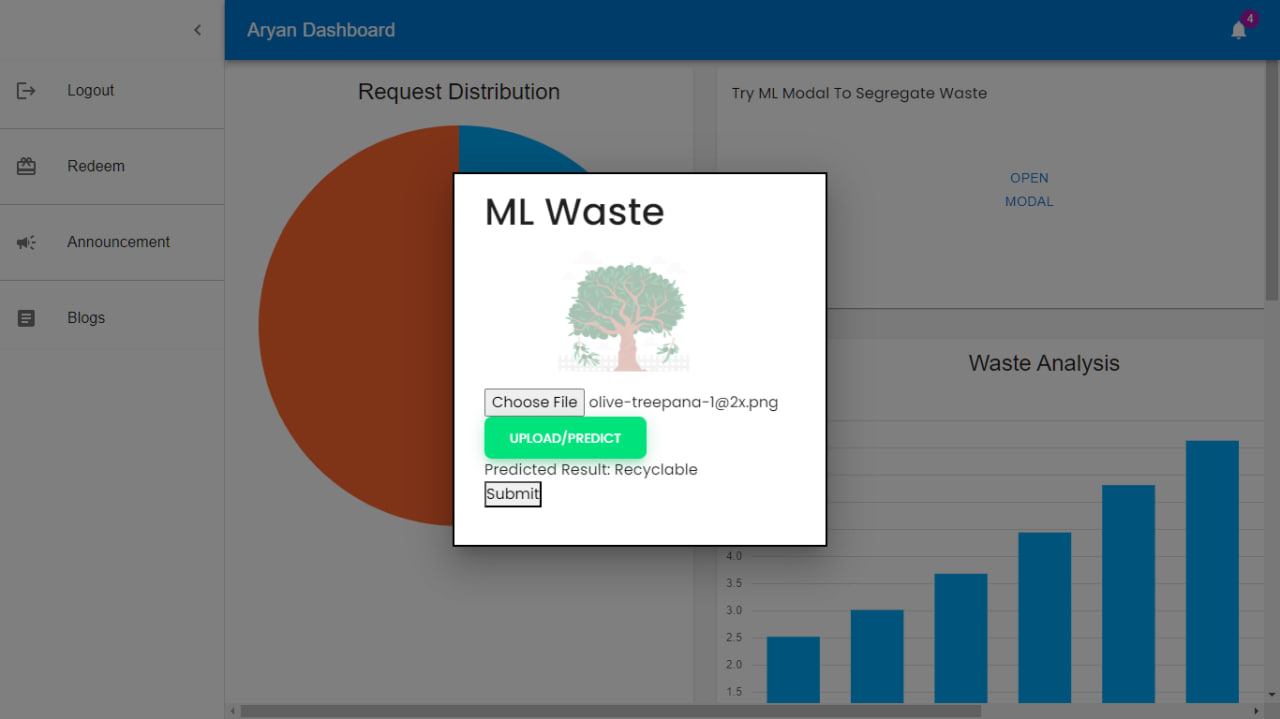 Aryan Dashboard
4
Logout
Redeem
Announcement
Blogs
Request Distribution
Try ML Modal To Segregate Waste
OPEN
MODAL
ML Waste
Choose File olive-treepana-1@2x.png
UPLOAD/PREDICT
Predicted Result: Recyclable
Submit
Waste Analysis
4.0
3.5
3.0
2.5
2.0
1.5